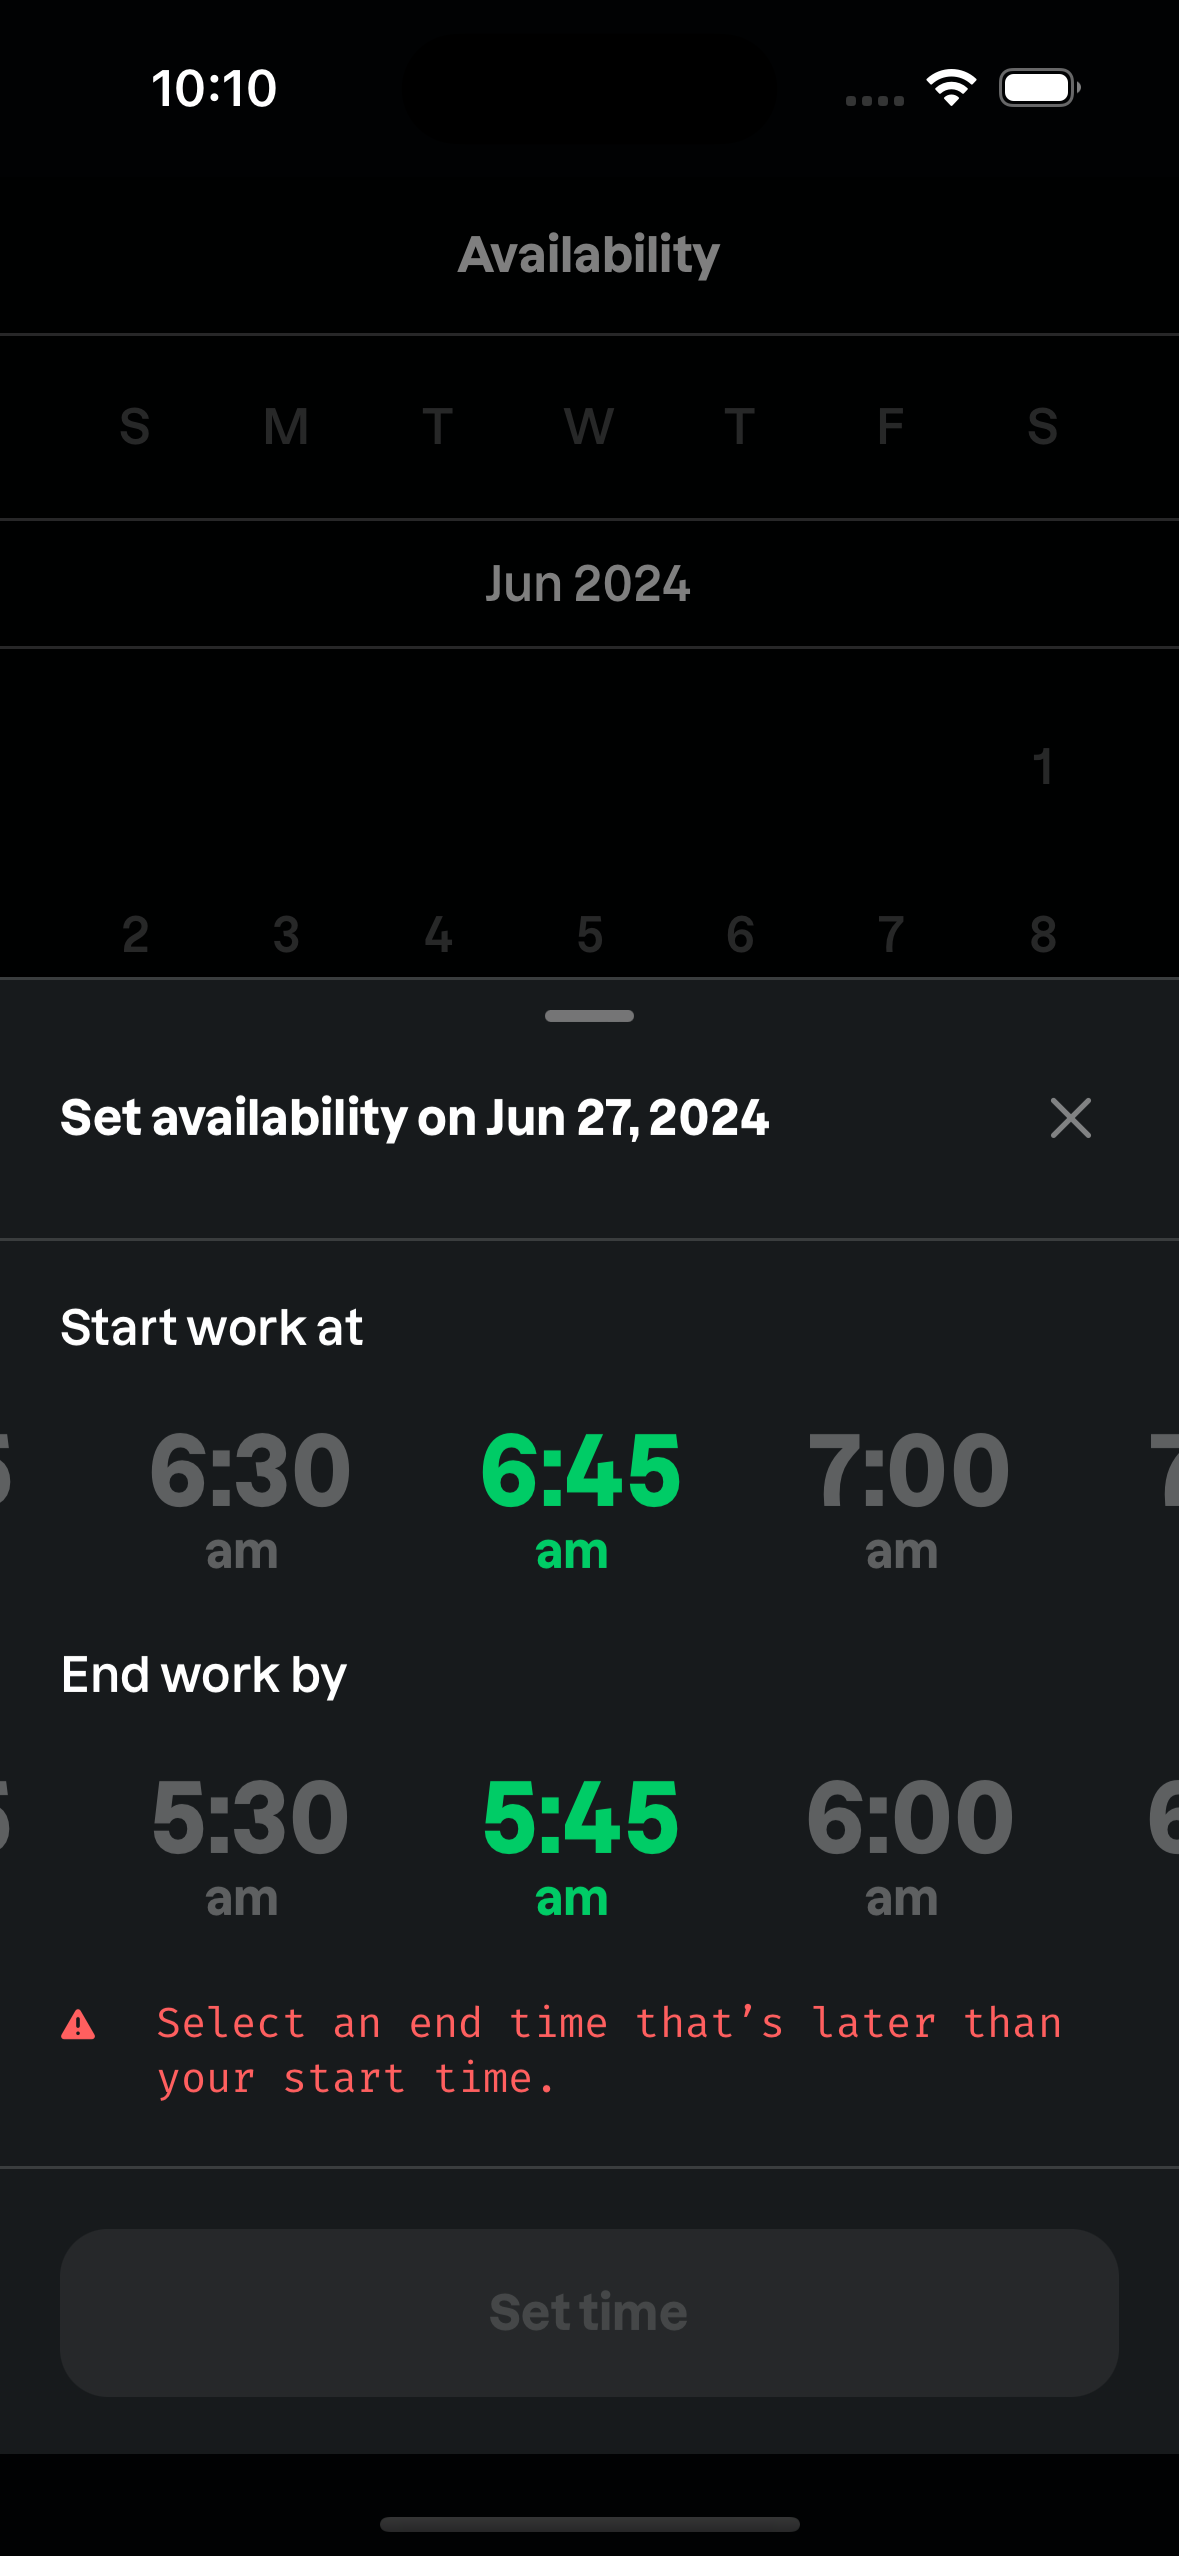 10:10
Availability
S M T W T F S
Jun 2024
1
2 3 4 5 6 7 8
Set availability on Jun 27, 2024
Start work at
6:30 6:45 7:00
am am am
End work by
5:30 5:45 6:00
am am am
Select an end time that’s later than
your start time.
Set time